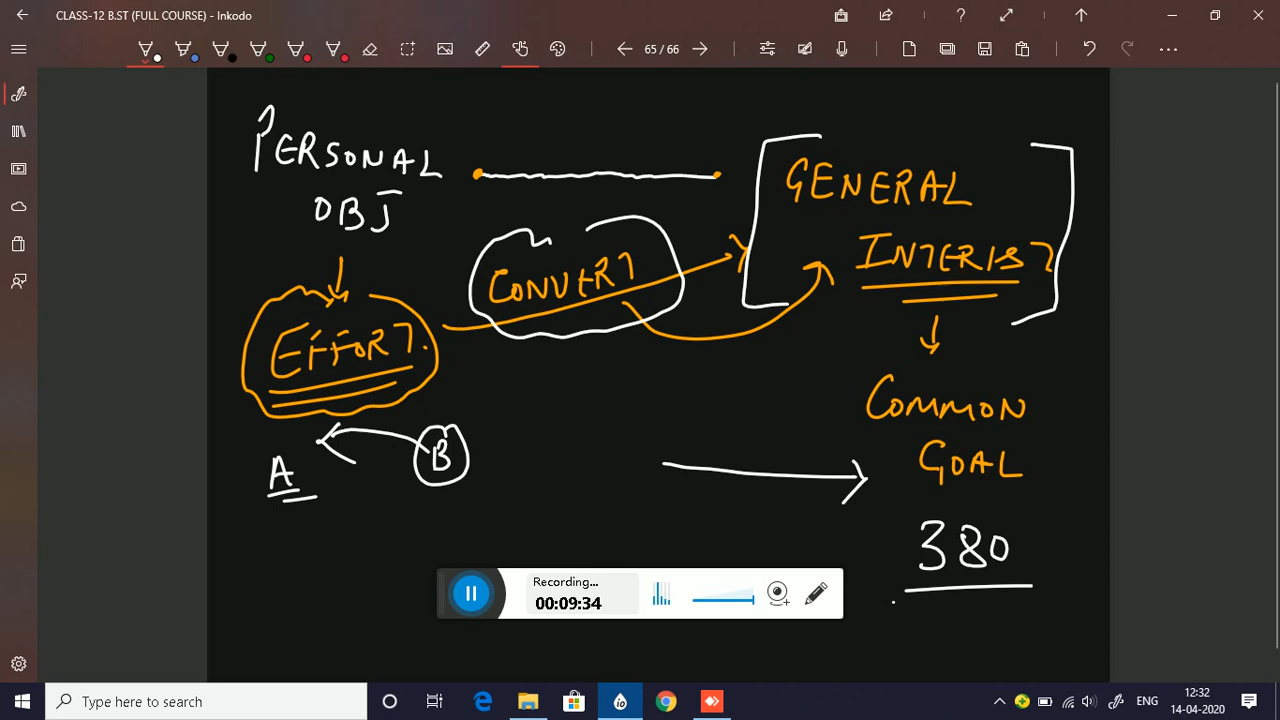 CLASS-12 B.ST (FULL COURSE) - Inkodo
65 / 66
PERSONAL
OBJ
GENERAL
INTERIST
CONVERT
EFFORT.
COMMON
GOAL
A
B
380
Recording...
00:09:34
Type here to search
ENG
12:32
14-04-2020